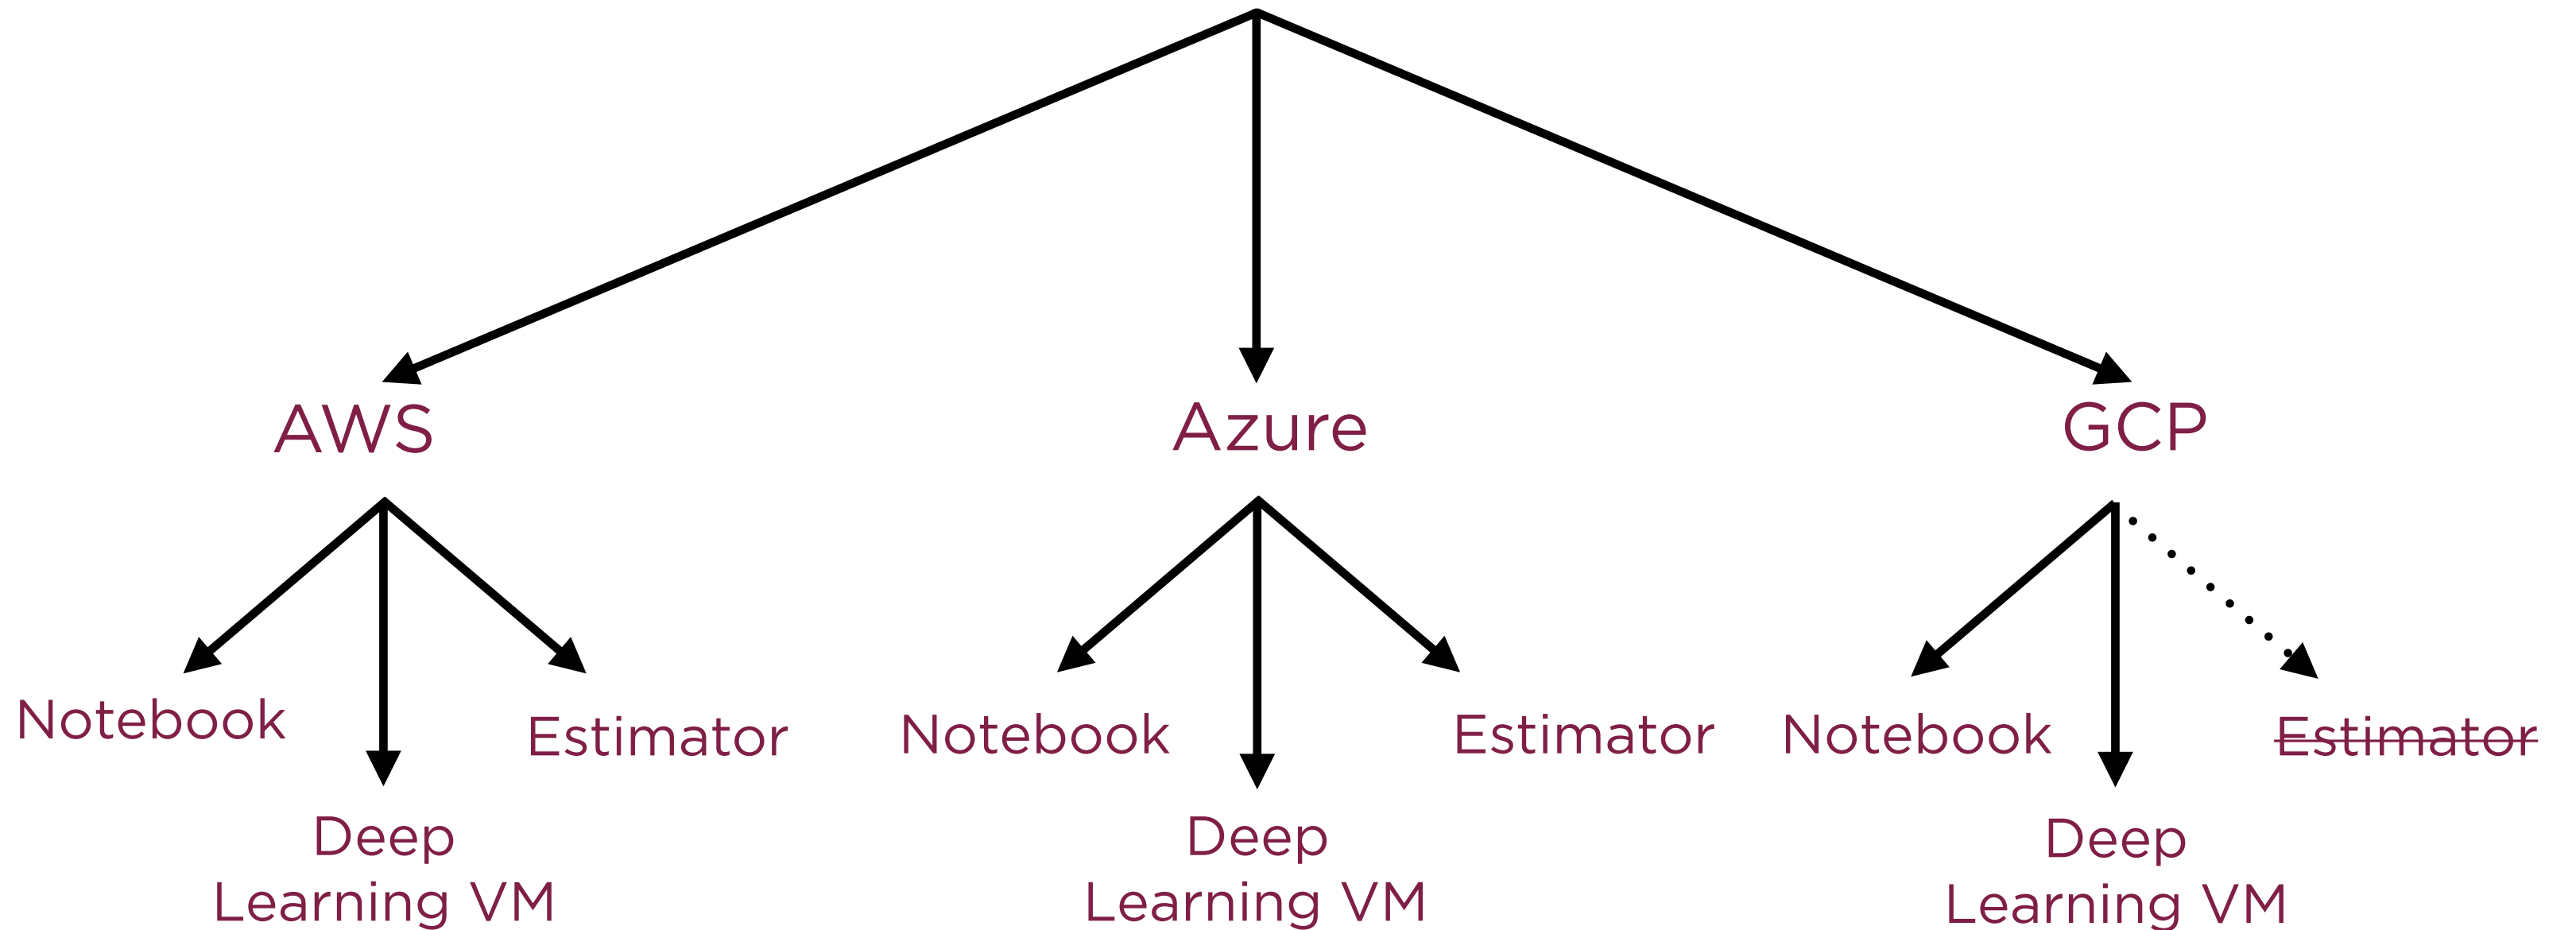 AWS
Azure
GCP
Notebook
Estimator
Deep
Learning VM
Notebook
Estimator
Deep
Learning VM
Notebook
Estimator
Deep
Learning VM